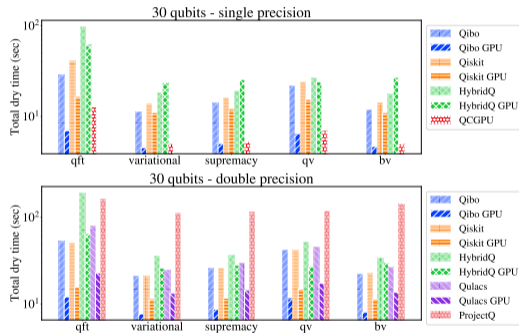 30 qubits - single precision
Total dry time (sec)
10²
10¹
qft variational supremacy qv bv
Qibo
Qibo GPU
Qiskit
Qiskit GPU
HybridQ
HybridQ GPU
QCGPU
30 qubits - double precision
Total dry time (sec)
10²
10¹
qft variational supremacy qv bv
Qibo
Qibo GPU
Qiskit
Qiskit GPU
HybridQ
HybridQ GPU
Qulacs
Qulacs GPU
ProjectQ